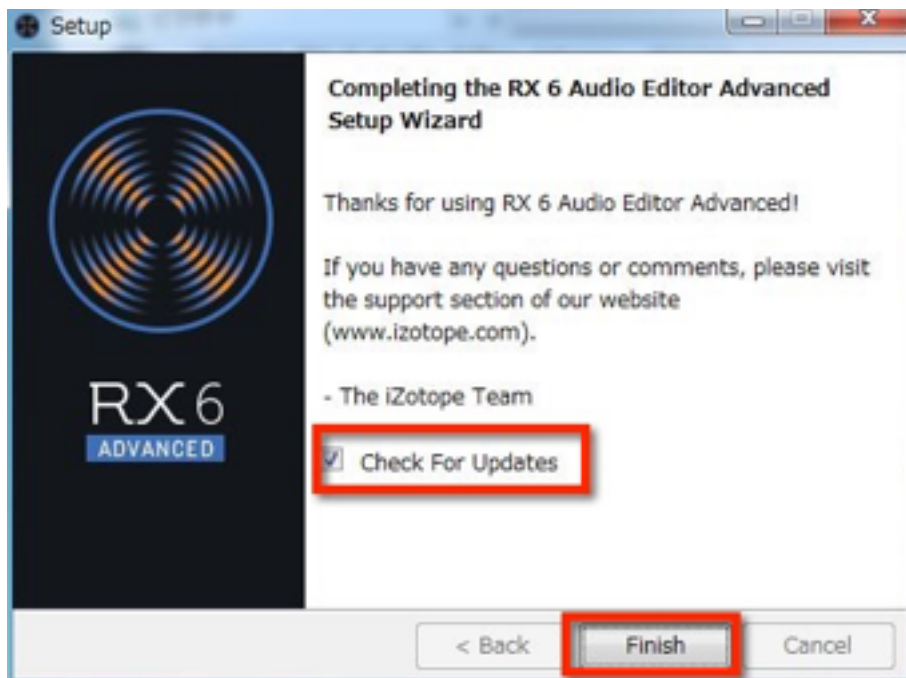 Setup
Completing the RX 6 Audio Editor Advanced
Setup Wizard
Thanks for using RX 6 Audio Editor Advanced!
If you have any questions or comments, please visit
the support section of our website
(www.izotope.com).
- The iZotope Team
RX 6
ADVANCED
Check For Updates
< Back
Finish
Cancel